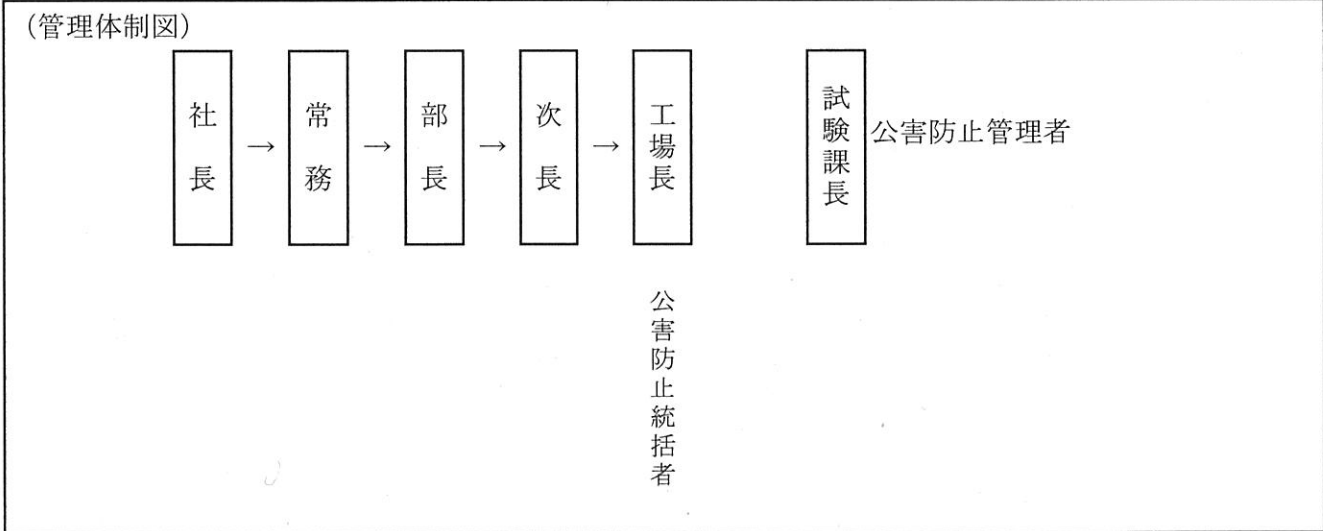 （管理体制図）
社長
→
常務
→
部長
→
次長
→
工場長
試験課長
公害防止管理者
公害防止統括者